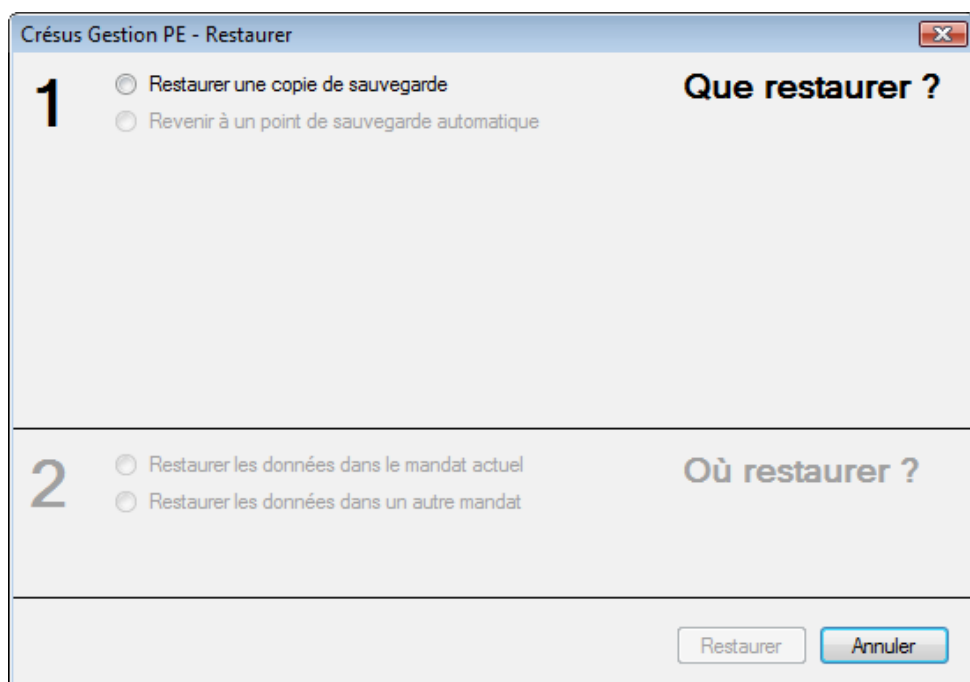 Crésus Gestion PE - Restaurer
1
Restaurer une copie de sauvegarde
Que restaurer ?
Revenir à un point de sauvegarde automatique
2
Restaurer les données dans le mandat actuel
Où restaurer ?
Restaurer les données dans un autre mandat
Restaurer
Annuler